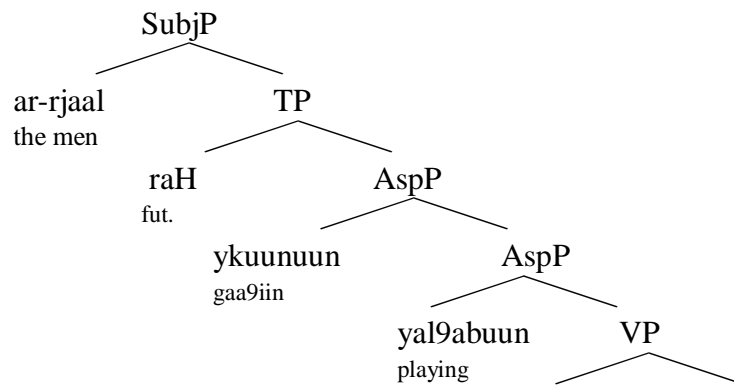 SubjP
ar-rjaal
the men
TP
raH
fut.
AspP
ykuunuun
gaa9iin
AspP
yal9abuun
playing
VP